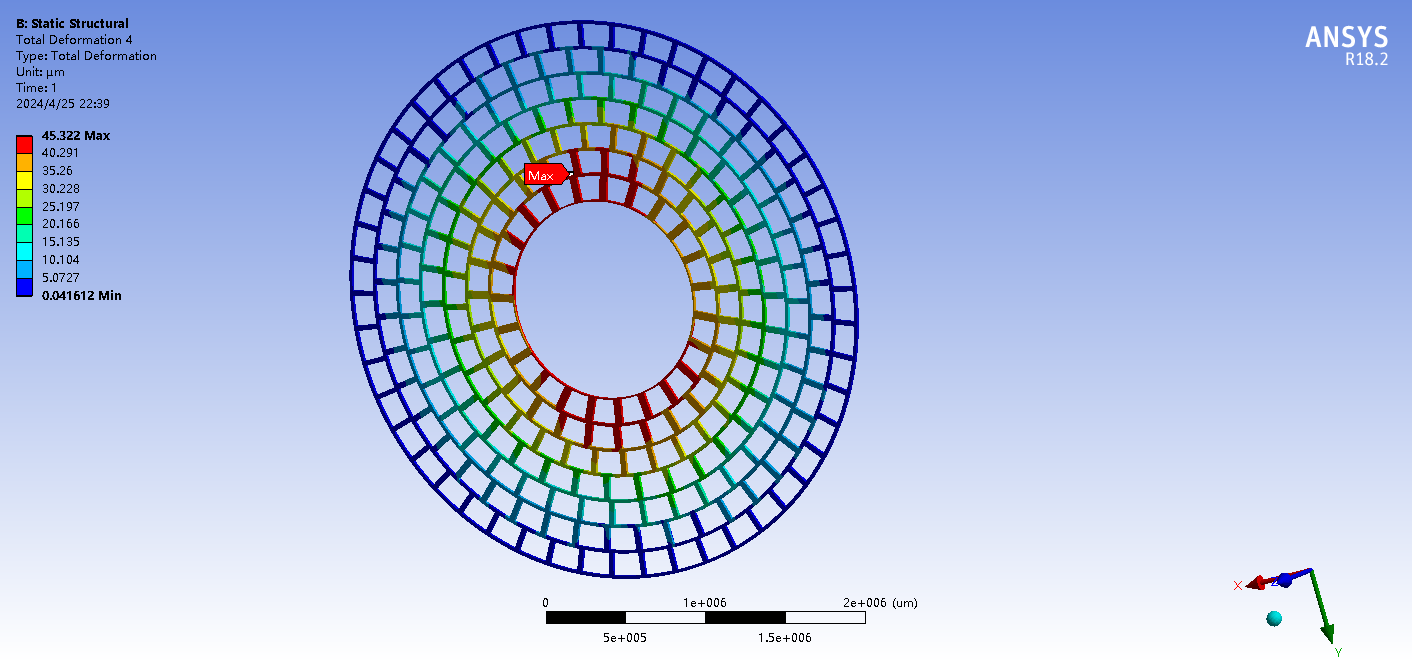 B: Static Structural
Total Deformation 4
Type: Total Deformation
Unit: µm
Time: 1
2024/4/25 22:39
45.322 Max
40.291
35.26
30.228
25.197
20.166
15.135
10.104
5.0727
0.041612 Min
ANSYS
R18.2
Max
0 1e+006 2e+006 (um)
5e+005 1.5e+006
X
Z
Y